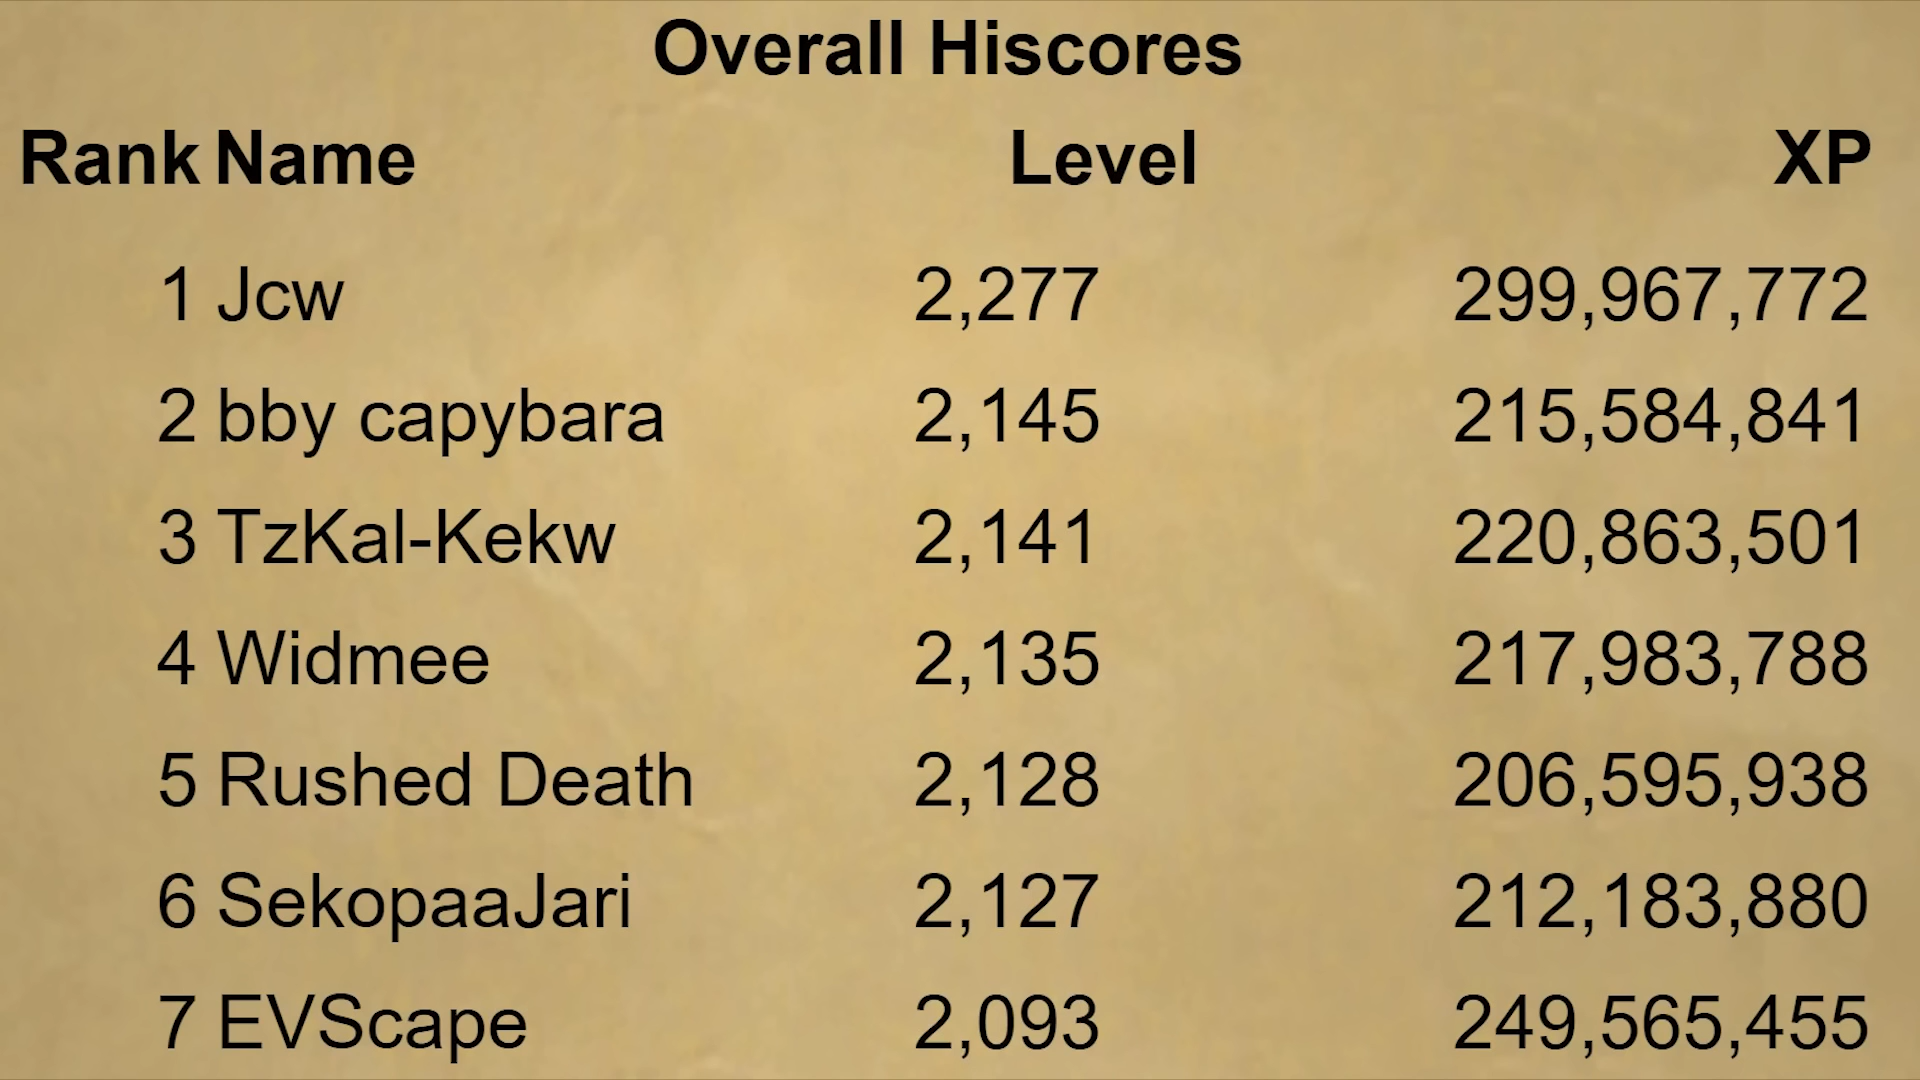 Overall Hiscores
Rank Name Level XP
1 Jcw 2,277 299,967,772
2 bby capybara 2,145 215,584,841
3 TzKal-Kekw 2,141 220,863,501
4 Widmee 2,135 217,983,788
5 Rushed Death 2,128 206,595,938
6 SekopaaJari 2,127 212,183,880
7 EVScape 2,093 249,565,455